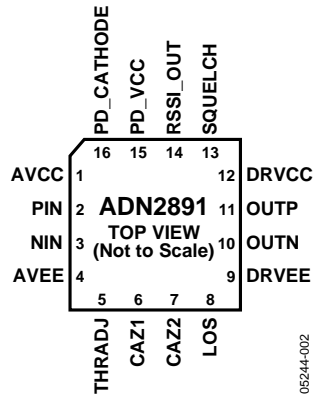 PD_CATHODE
PD_VCC
RSSI_OUT
SQUELCH
16 15 14 13
AVCC 1
PIN 2
NIN 3
AVEE 4
ADN2891
TOP VIEW
(Not to Scale)
12 DRVCC
11 OUTP
10 OUTN
9 DRVEE
5 6 7 8
THRADJ
CAZ1
CAZ2
LOS
05244-002